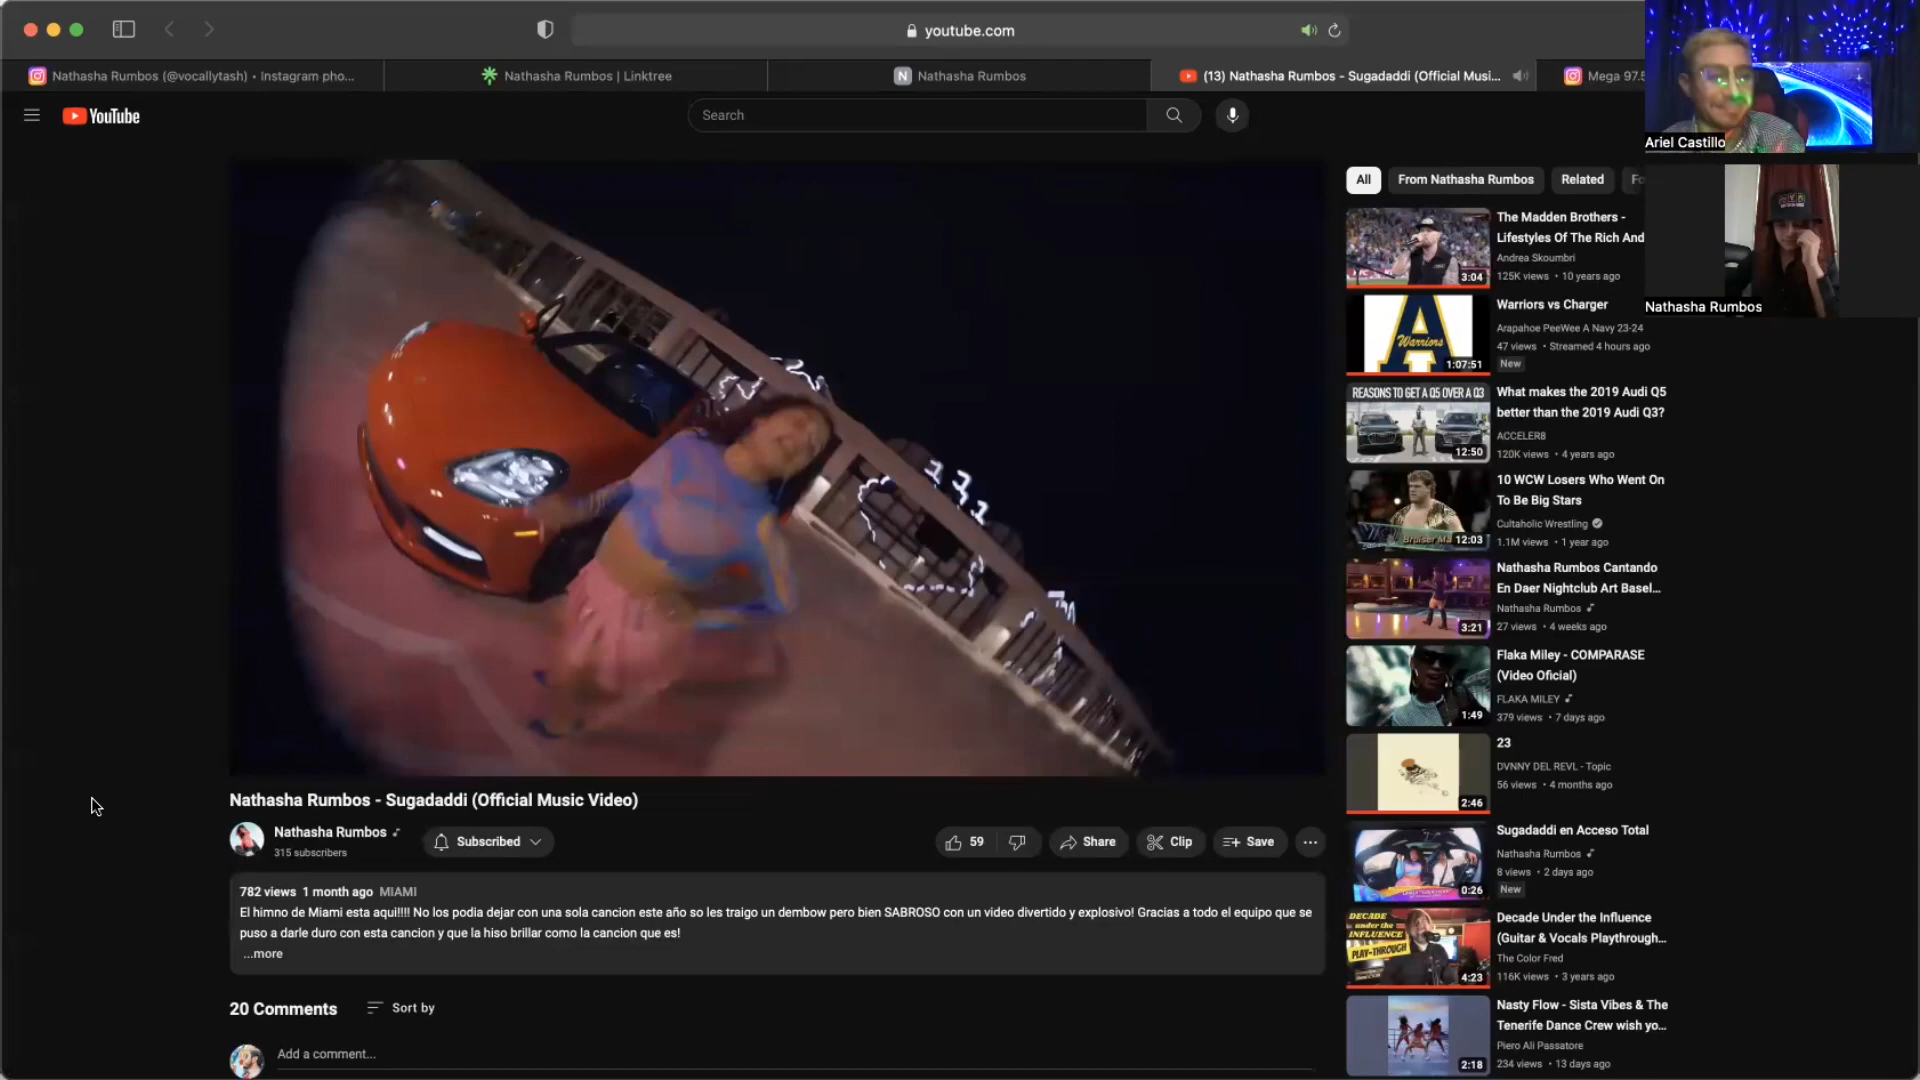 youtube.com
Nathasha Rumbos (@vocallytash) • Instagram pho...
Nathasha Rumbos | Linktree
N Nathasha Rumbos
(13) Nathasha Rumbos - Sugadaddi (Official Musi...
Mega 97.5
YouTube
Search
Ariel Castillo
Nathasha Rumbos
All
From Nathasha Rumbos
Related
Fo
The Madden Brothers -
Lifestyles Of The Rich And
Andrea Skoumbri
125K views • 10 years ago
3:04
Warriors
Warriors vs Charger
Arapahoe PeeWee A Navy 23-24
47 views • Streamed 4 hours ago
New
1:07:51
REASONS TO GET A Q5 OVER A Q3
What makes the 2019 Audi Q5
better than the 2019 Audi Q3?
ACCELER8
120K views • 4 years ago
12:50
10 WCW Losers Who Went On
To Be Big Stars
Cultaholic Wrestling
1.1M views • 1 year ago
12:03
Nathasha Rumbos Cantando
En Daer Nightclub Art Basel...
Nathasha Rumbos
27 views • 4 weeks ago
3:21
Flaka Miley - COMPARASE
(Video Oficial)
FLAKA MILEY
379 views • 7 days ago
1:49
23
DVNNY DEL REVL - Topic
56 views • 4 months ago
2:46
Sugadaddi en Acceso Total
Nathasha Rumbos
8 views • 2 days ago
New
0:26
DECADE
under the
INFLUENCE
PLAY-THROUGH
Decade Under the Influence
(Guitar & Vocals Playthrough...
The Color Fred
116K views • 3 years ago
4:23
Nasty Flow - Sista Vibes & The
Tenerife Dance Crew wish yo...
Piero Ali Passatore
234 views • 13 days ago
2:18
Nathasha Rumbos - Sugadaddi (Official Music Video)
Nathasha Rumbos
315 subscribers
Subscribed
59
Share
Clip
Save
782 views 1 month ago MIAMI
El himno de Miami esta aqui!!!! No los podia dejar con una sola cancion este año so les traigo un dembow pero bien SABROSO con un video divertido y explosivo! Gracias a todo el equipo que se
puso a darle duro con esta cancion y que la hiso brillar como la cancion que es!
...more
20 Comments
Sort by
Add a comment...